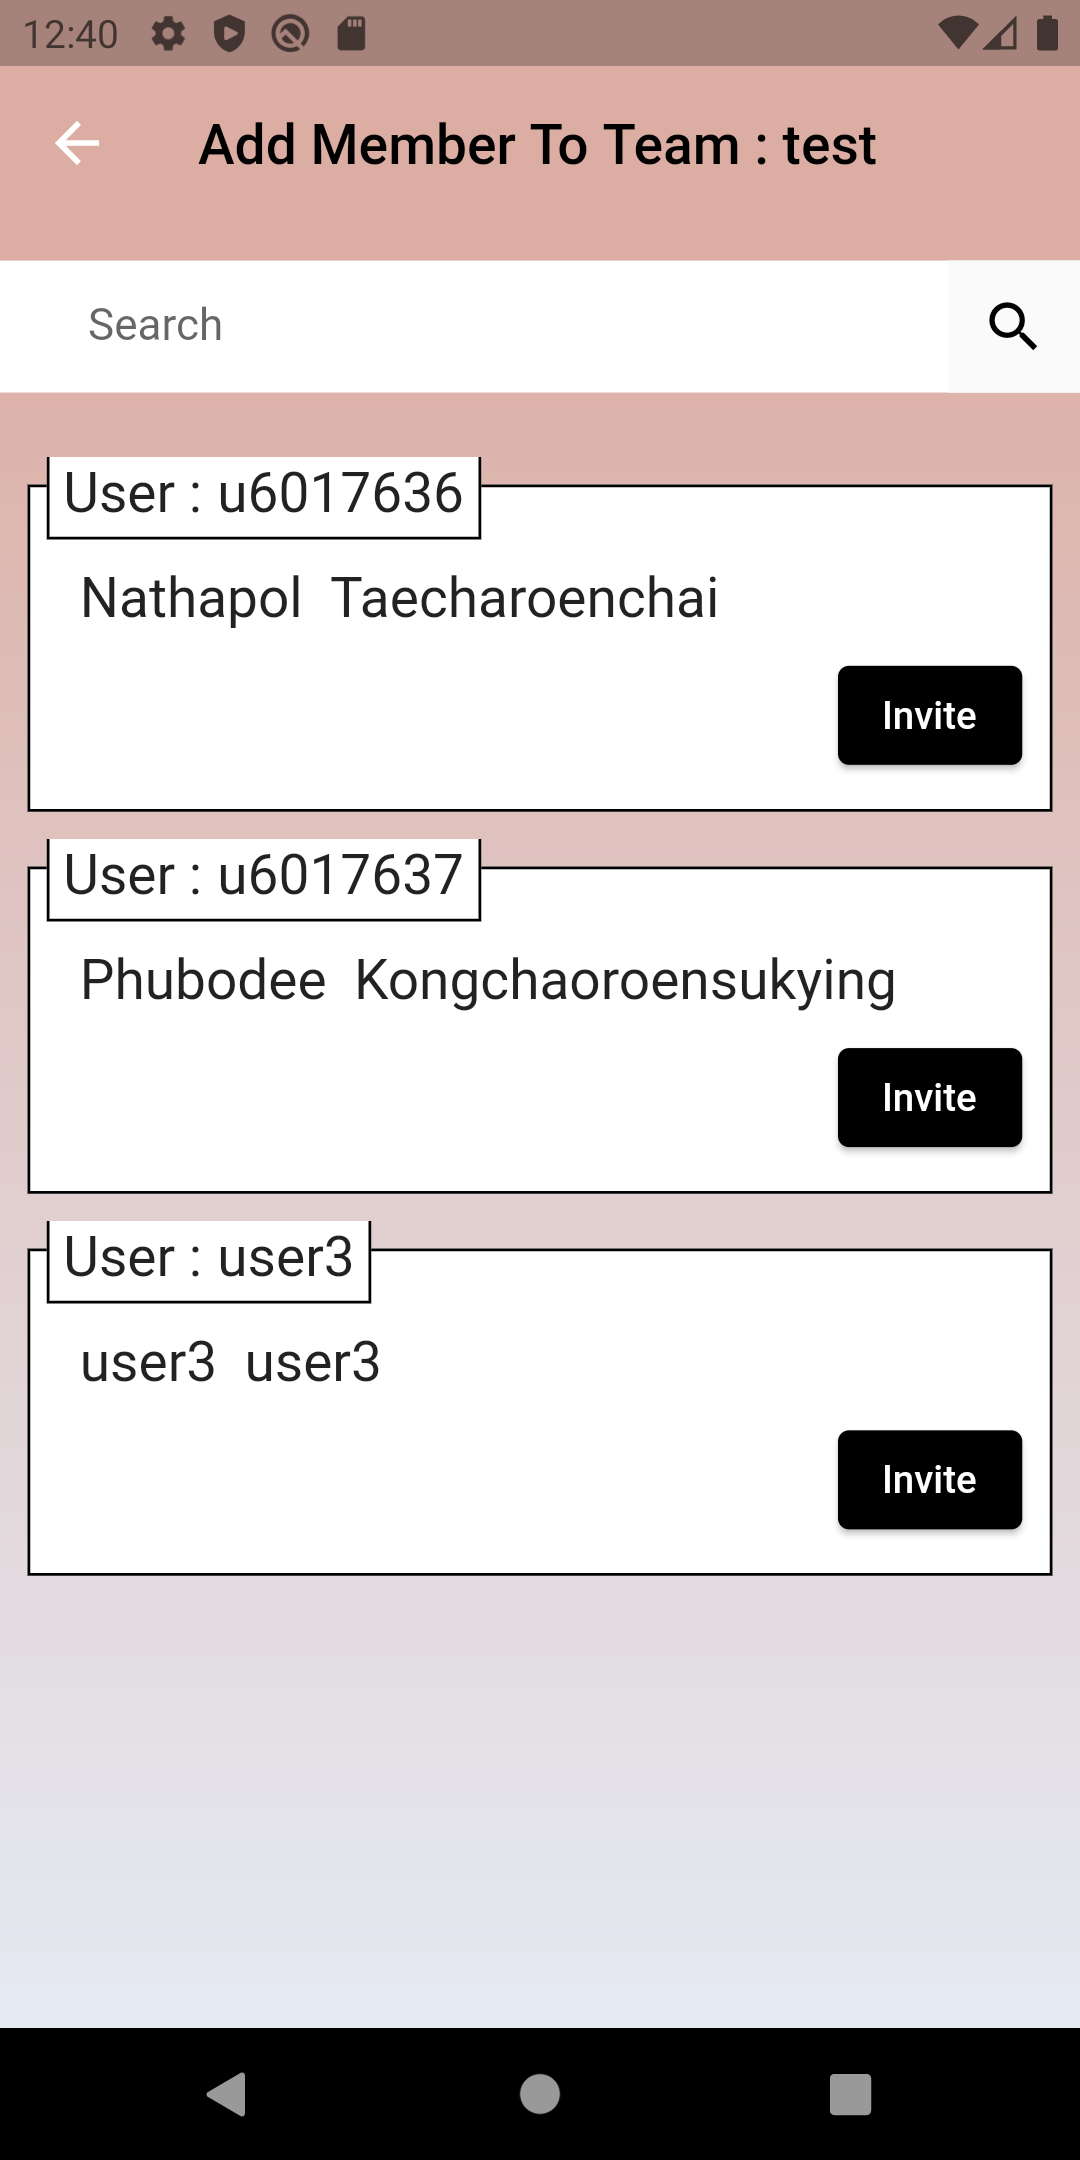 12:40
Add Member To Team : test
Search
User : u6017636
Nathapol  Taecharoenchai
Invite
User : u6017637
Phubodee  Kongchaoroensukying
Invite
User : user3
user3  user3
Invite